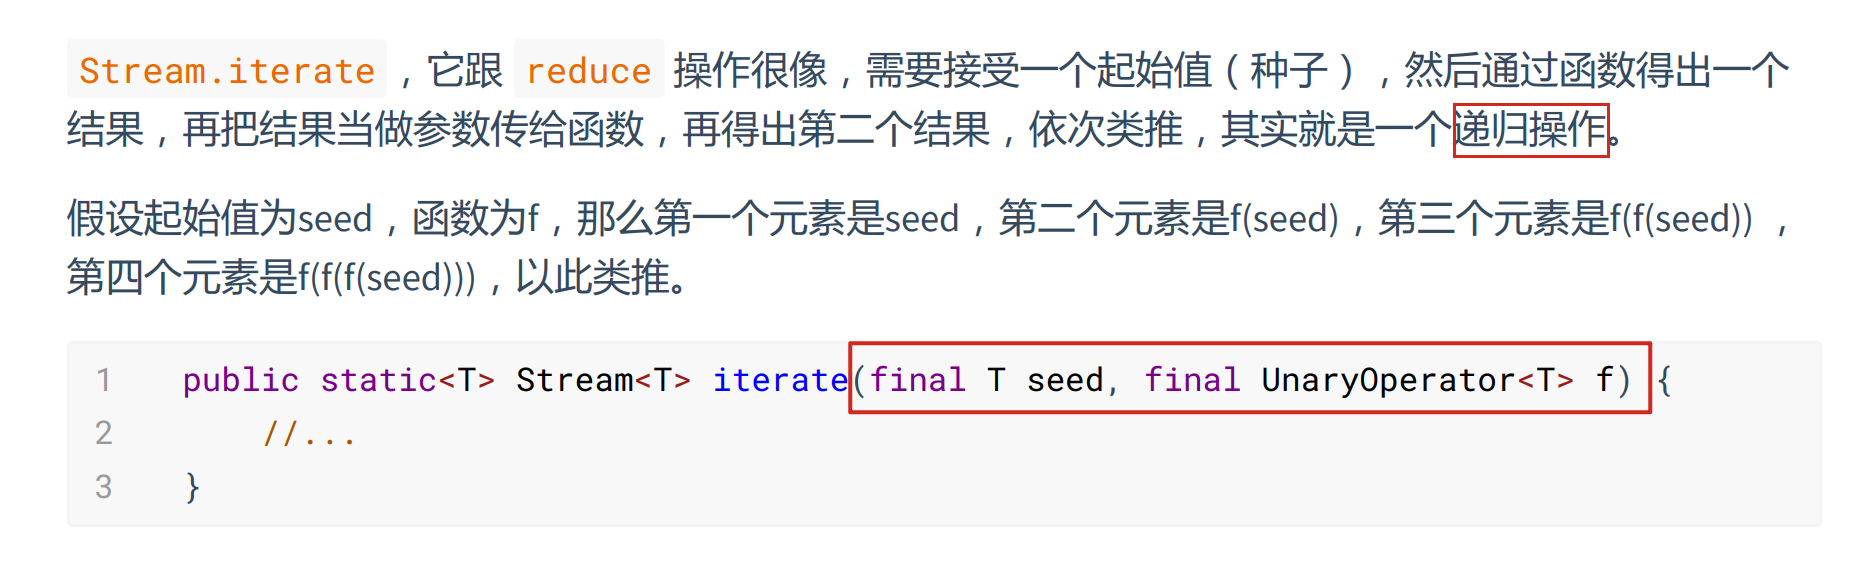 Stream.iterate ，它跟 reduce 操作很像，需要接受一个起始值（种子），然后通过函数得出一个
结果，再把结果当做参数传给函数，再得出第二个结果，依次类推，其实就是一个递归操作。
假设起始值为seed，函数为f，那么第一个元素是seed，第二个元素是f(seed)，第三个元素是f(f(seed)) ，
第四个元素是f(f(f(seed)))，以此类推。
1 public static<T> Stream<T> iterate(final T seed, final UnaryOperator<T> f) {
2 //...
3 }